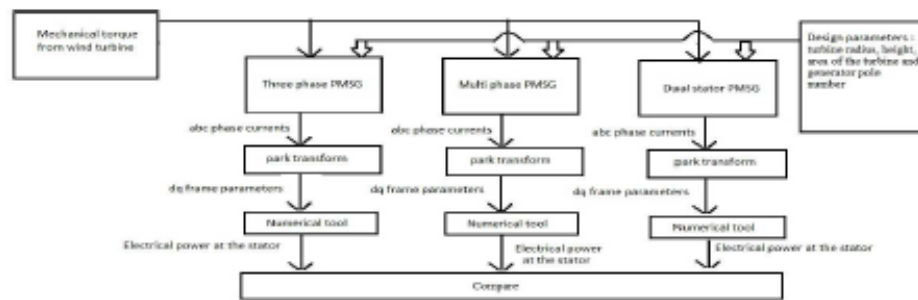 Mechanical torque
from wind turbine
Design parameters :
turbine radius, height,
area of the turbine and
generator pole
number
Three phase PMSG
Multi phase PMSG
Dual stator PMSG
abc phase currents
abc phase currents
abc phase currents
park transform
park transform
park transform
dq frame parameters
dq frame parameters
dq frame parameters
Numerical tool
Numerical tool
Numerical tool
Electrical power at the stator
Electrical power
at the stator
Electrical power at the stator
Compare